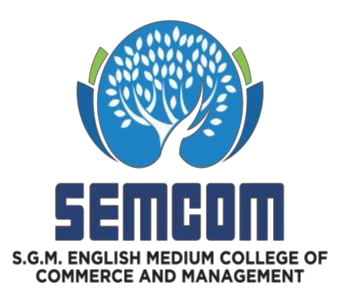 SEMCOM
S.G.M. ENGLISH MEDIUM COLLEGE OF
COMMERCE AND MANAGEMENT